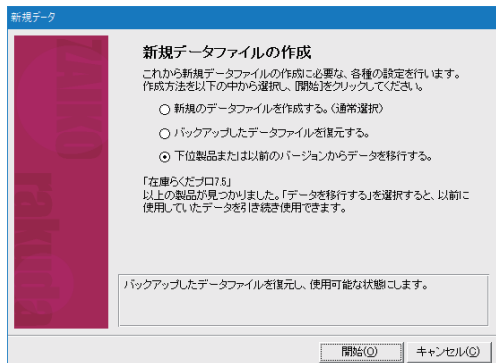 新規データ
新規データファイルの作成
これから新規データファイルの作成に必要な、各種の設定を行います。
作成方法を以下の中から選択し、[開始]をクリックしてください。
新規のデータファイルを作成する。(通常選択)
バックアップしたデータファイルを復元する。
下位製品または以前のバージョンからデータを移行する。
「在庫らくだプロ7.5」
以上の製品が見つかりました。「データを移行する」を選択すると、以前に
使用していたデータを引き続き使用できます。
ZAIKO
rakuda
バックアップしたデータファイルを復元し、使用可能な状態にします。
開始(O)
キャンセル(C)